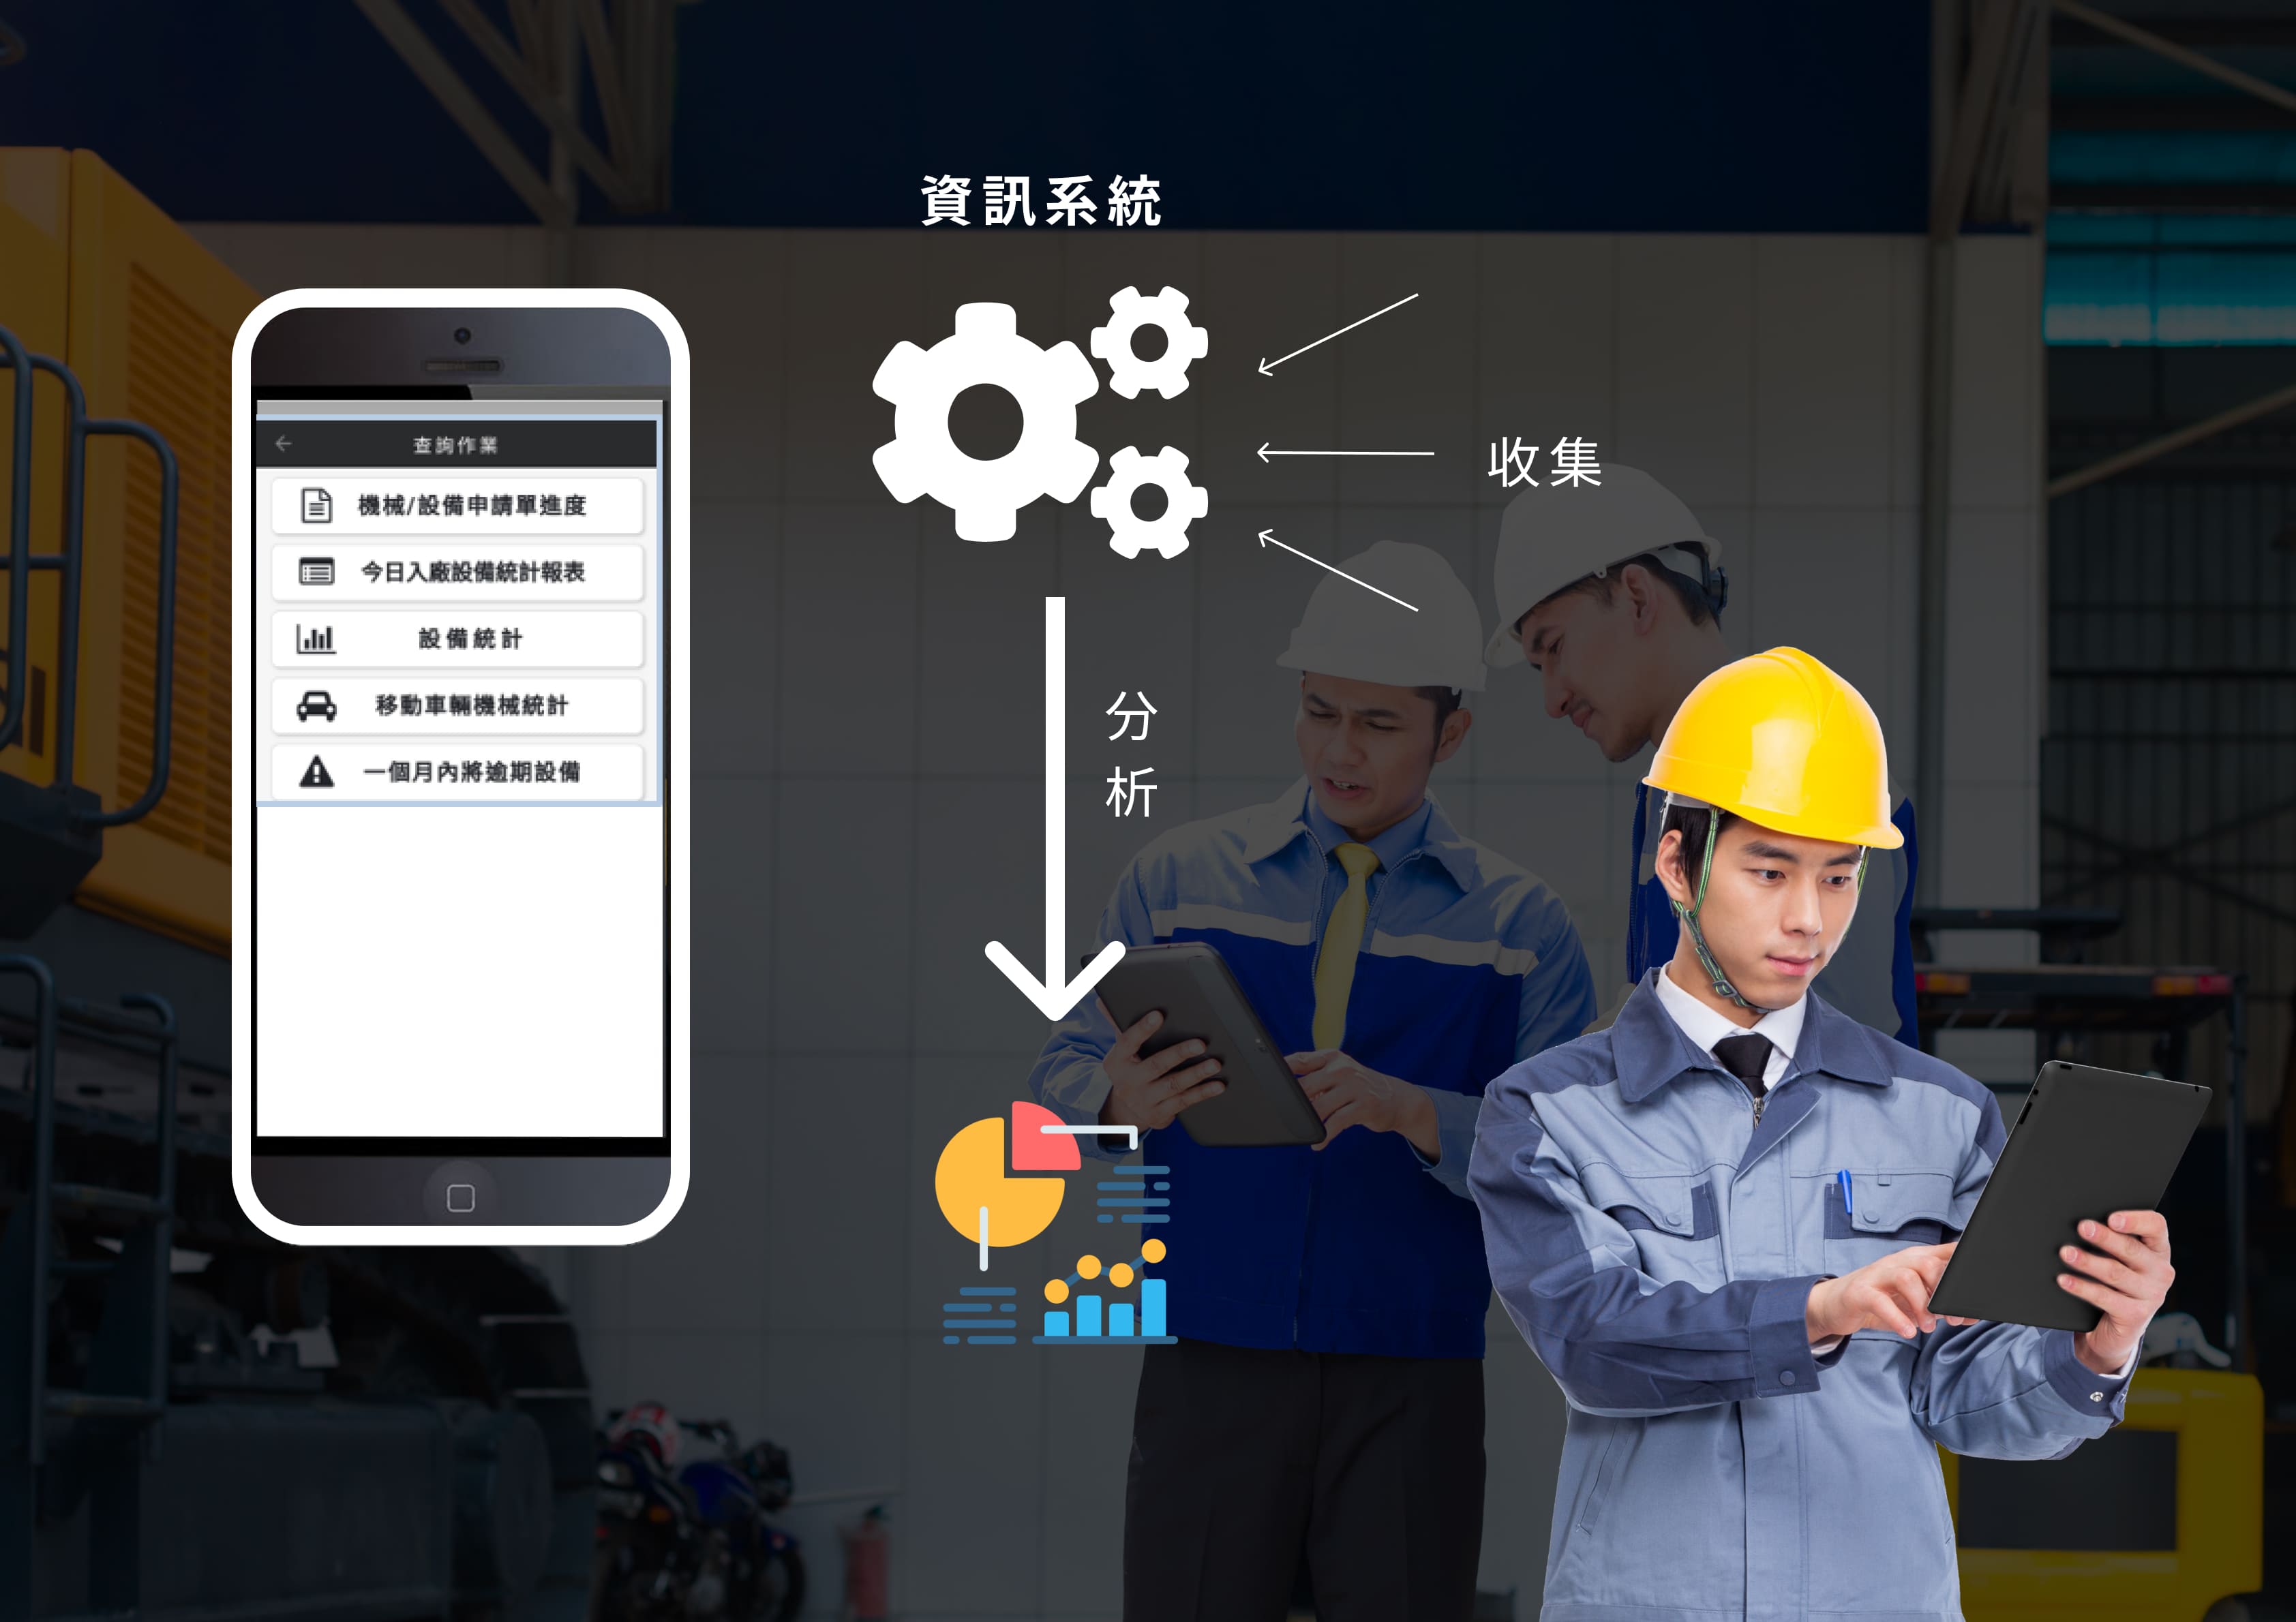 資訊系統
收集
分
析
查詢作業
機械/設備申請單進度
今日入廠設備統計報表
設備統計
移動車輛機械統計
一個月內將逾期設備